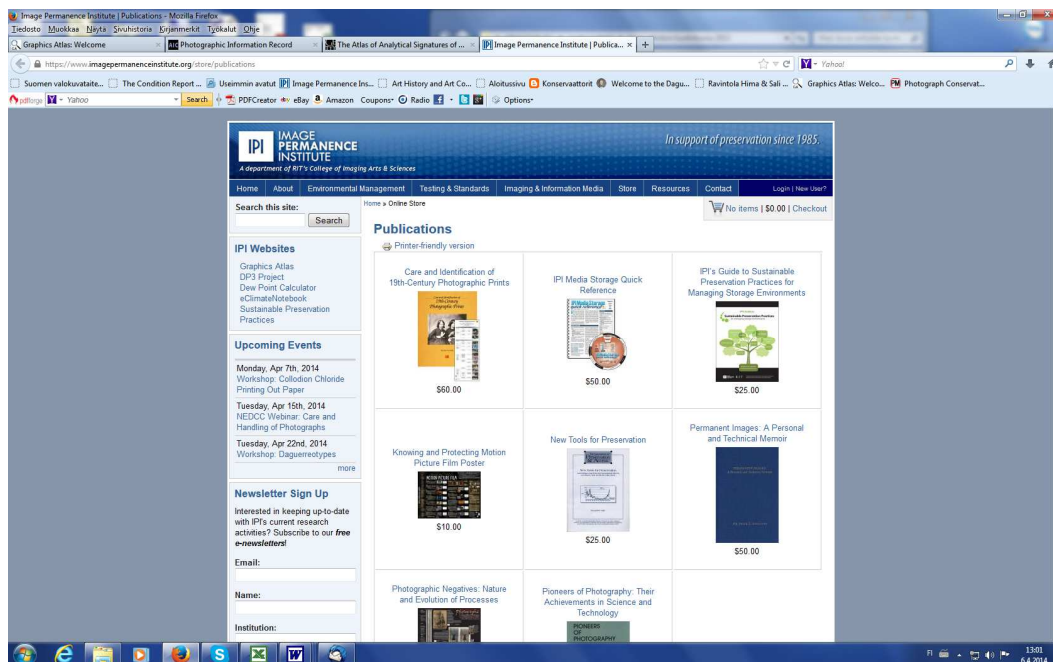 Image Permanence Institute | Publications - Mozilla Firefox
Tiedosto Muokkaa Näytä Sivuhistoria Kirjanmerkit Työkalut Ohje
Graphics Atlas: Welcome × Photographic Information Record × The Atlas of Analytical Signatures of ... × Image Permanence Institute | Publica... × +
https://www.imagepermanenceinstitute.org/store/publications
Yahoo!
Suomen valokuvataite... The Condition Report ... Useimmin avatut Image Permanence Ins... Art History and Art Co... Aloitussivu Konservaattorit Welcome to the Dagu... Ravintola Hima & Sali ... Graphics Atlas: Welco... Photograph Conservat...
pdfforge Yahoo Search PDFCreator eBay Amazon Coupons Radio Options
IPI IMAGE
PERMANENCE
INSTITUTE
In support of preservation since 1985.
A department of RIT's College of Imaging Arts & Sciences
Home About Environmental Management Testing & Standards Imaging & Information Media Store Resources Contact Login | New User?
Search this site:
Search
Home » Online Store
No items | $0.00 | Checkout
Publications
Printer-friendly version
IPI Websites
Graphics Atlas
DP3 Project
Dew Point Calculator
eClimateNotebook
Sustainable Preservation
Practices
Upcoming Events
Monday, Apr 7th, 2014
Workshop: Collodion Chloride
Printing Out Paper
Tuesday, Apr 15th, 2014
NEDCC Webinar: Care and
Handling of Photographs
Tuesday, Apr 22nd, 2014
Workshop: Daguerreotypes
more
Newsletter Sign Up
Interested in keeping up-to-date
with IPI's current research
activities? Subscribe to our free
e-newsletters!
Email:
Name:
Institution:
Care and Identification of
19th-Century Photographic Prints
$60.00
IPI Media Storage Quick
Reference
$50.00
IPI's Guide to Sustainable
Preservation Practices for
Managing Storage Environments
$25.00
Knowing and Protecting Motion
Picture Film Poster
$10.00
New Tools for Preservation
$25.00
Permanent Images: A Personal
and Technical Memoir
$50.00
Photographic Negatives: Nature
and Evolution of Processes
Pioneers of Photography: Their
Achievements in Science and
Technology
PIONEERS
OF
PHOTOGRAPHY
FI
13:01
6.4.2014